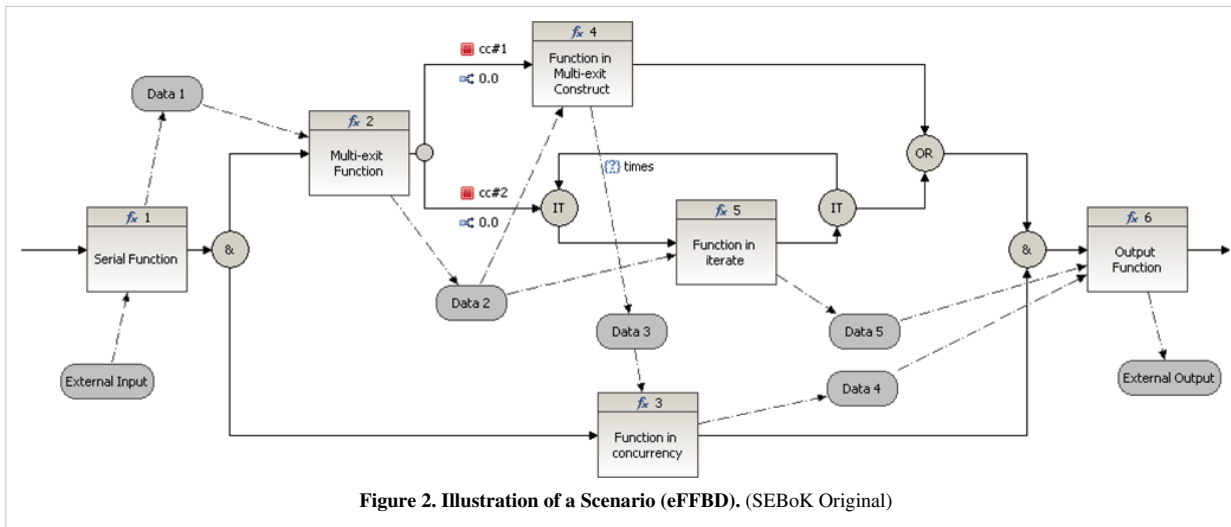 fx 4
cc#1
Function in
Multi-exit
Construct
0.0
Data 1
fx 2
Multi-exit
Function
OR
{?} times
cc#2
0.0
IT
fx 5
Function in
iterate
IT
fx 1
Serial Function
&
fx 6
Output
Function
&
Data 2
Data 3
Data 5
External Input
Data 4
External Output
fx 3
Function in
concurrency
Figure 2. Illustration of a Scenario (eFFBD). (SEBoK Original)